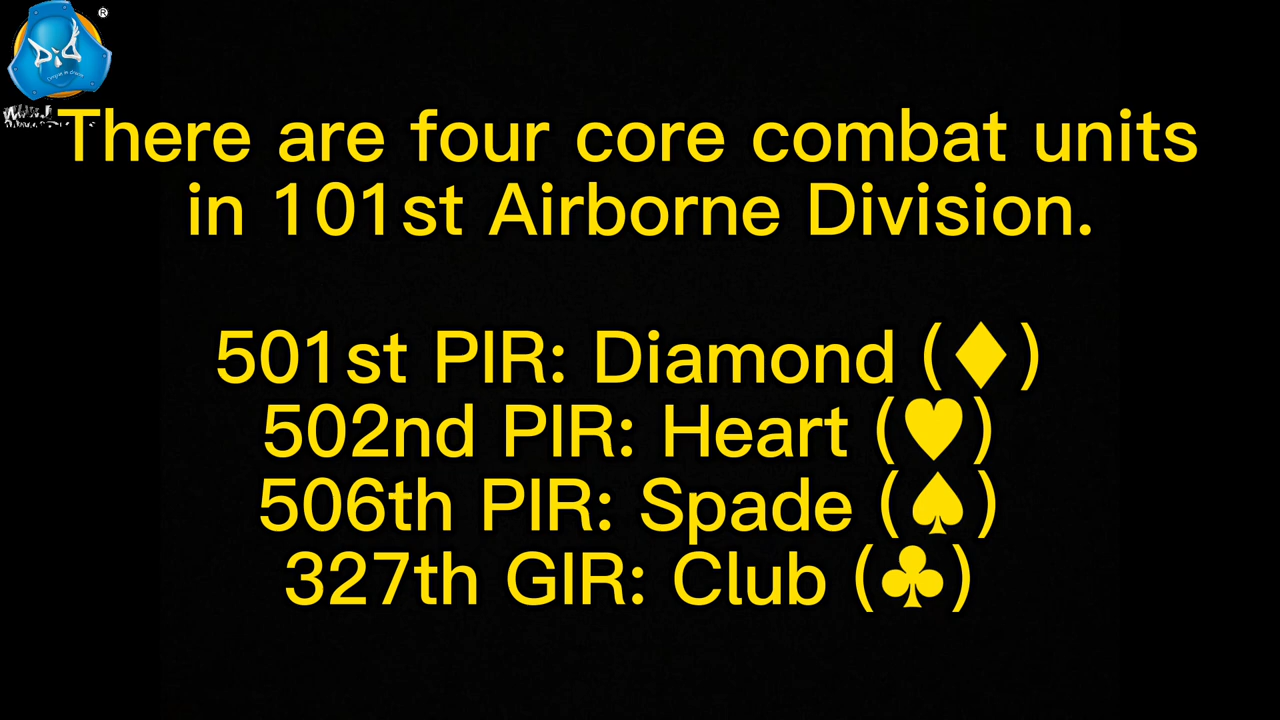 ®
There are four core combat units
in 101st Airborne Division.
501st PIR: Diamond (♦)
502nd PIR: Heart (♥)
506th PIR: Spade (♠)
327th GIR: Club (♣)